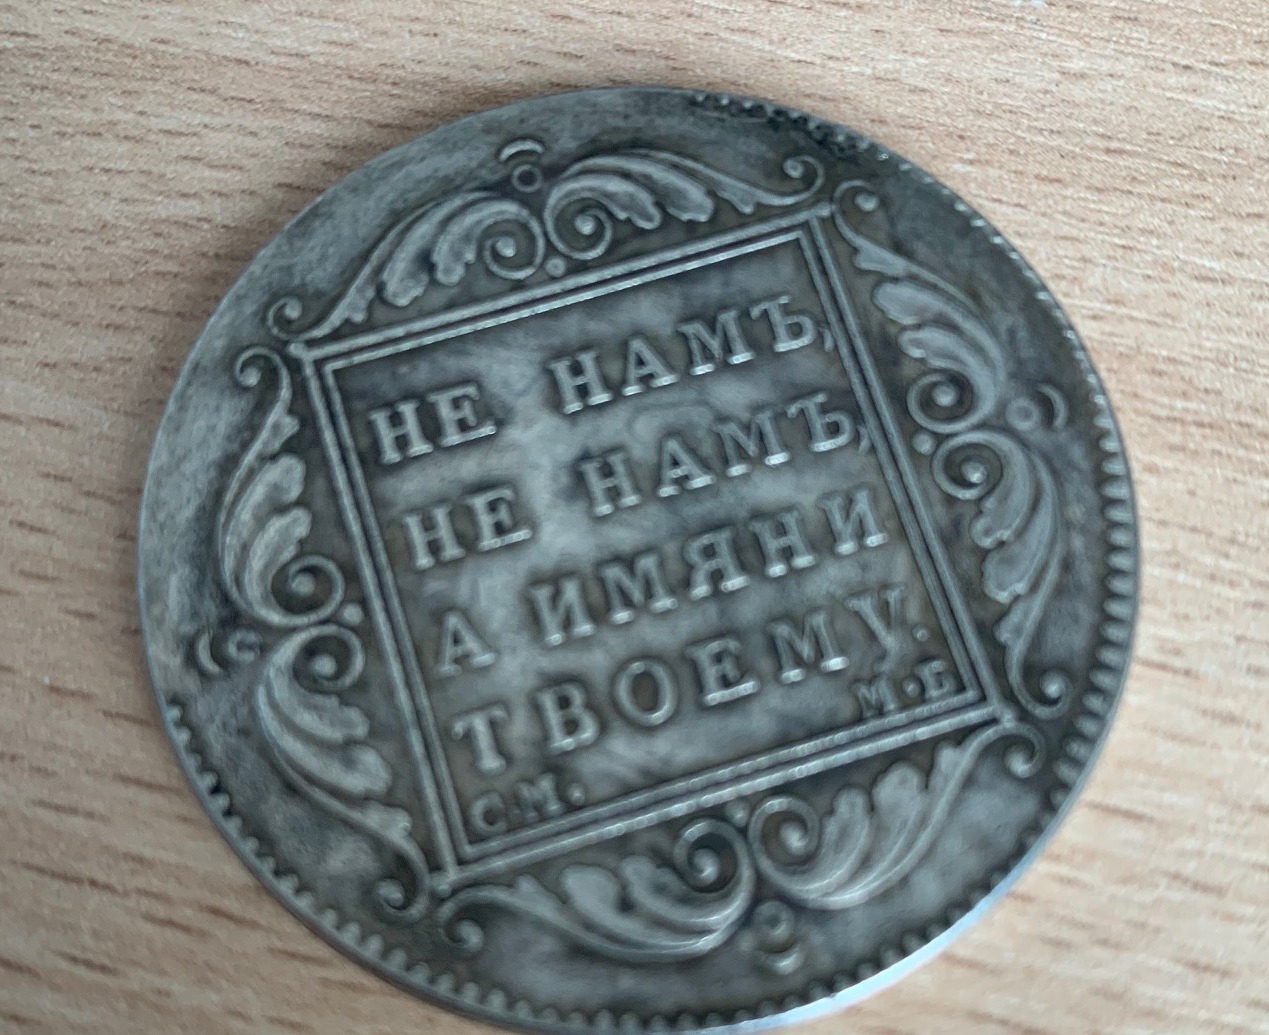 НЕ НАМЪ,
НЕ НАМЪ,
А ИМЯНИ
ТВОЕМУ.
М·Б
С М.